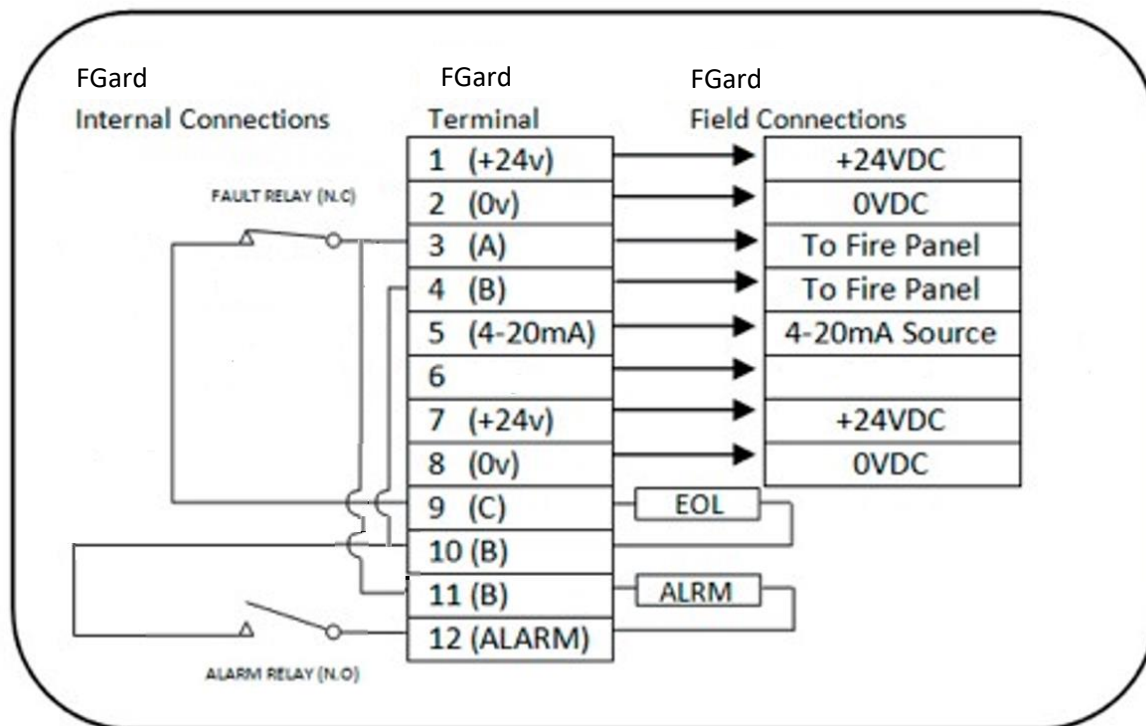 FGard
Internal Connections
FGard
Terminal
FGard
Field Connections
FAULT RELAY (N.C)
1 (+24v)
+24VDC
2 (0v)
0VDC
3 (A)
To Fire Panel
4 (B)
To Fire Panel
5 (4-20mA)
4-20mA Source
6
7 (+24v)
+24VDC
8 (0v)
0VDC
9 (C)
EOL
10 (B)
11 (B)
ALRM
12 (ALARM)
ALARM RELAY (N.O)